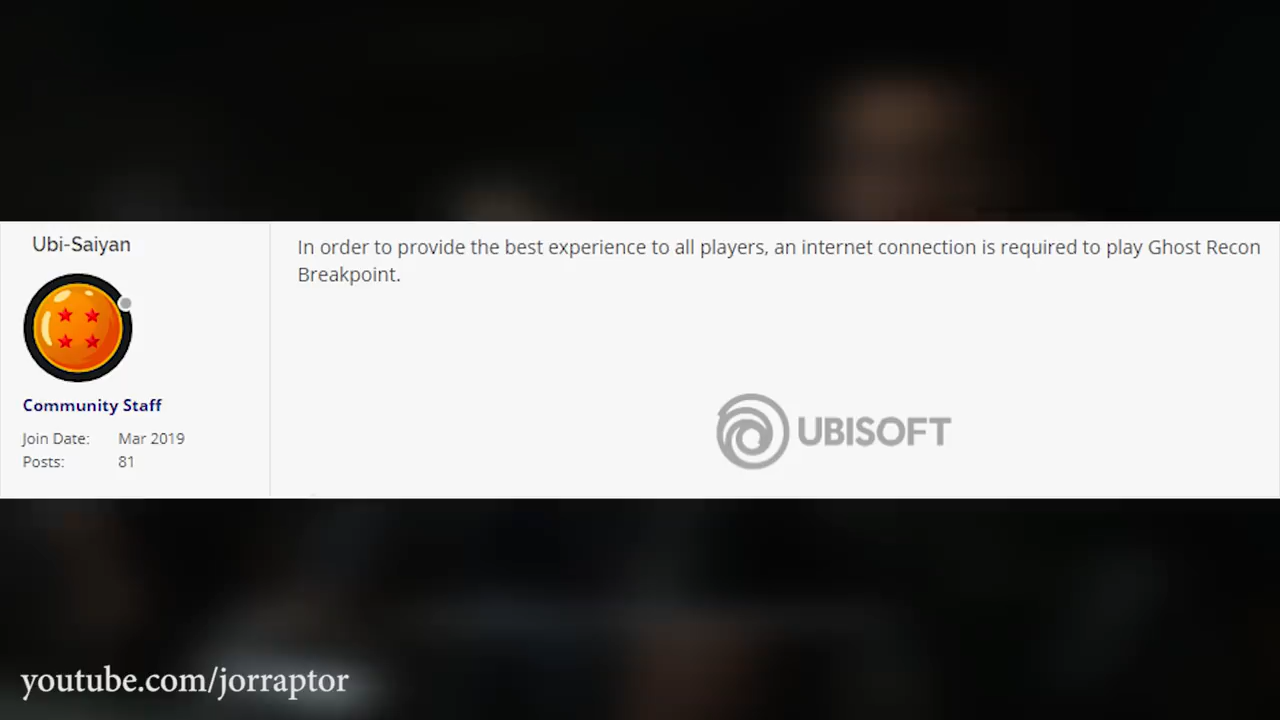 Ubi-Saiyan
Community Staff
Join Date: Mar 2019
Posts: 81
In order to provide the best experience to all players, an internet connection is required to play Ghost Recon
Breakpoint.
UBISOFT
youtube.com/jorraptor